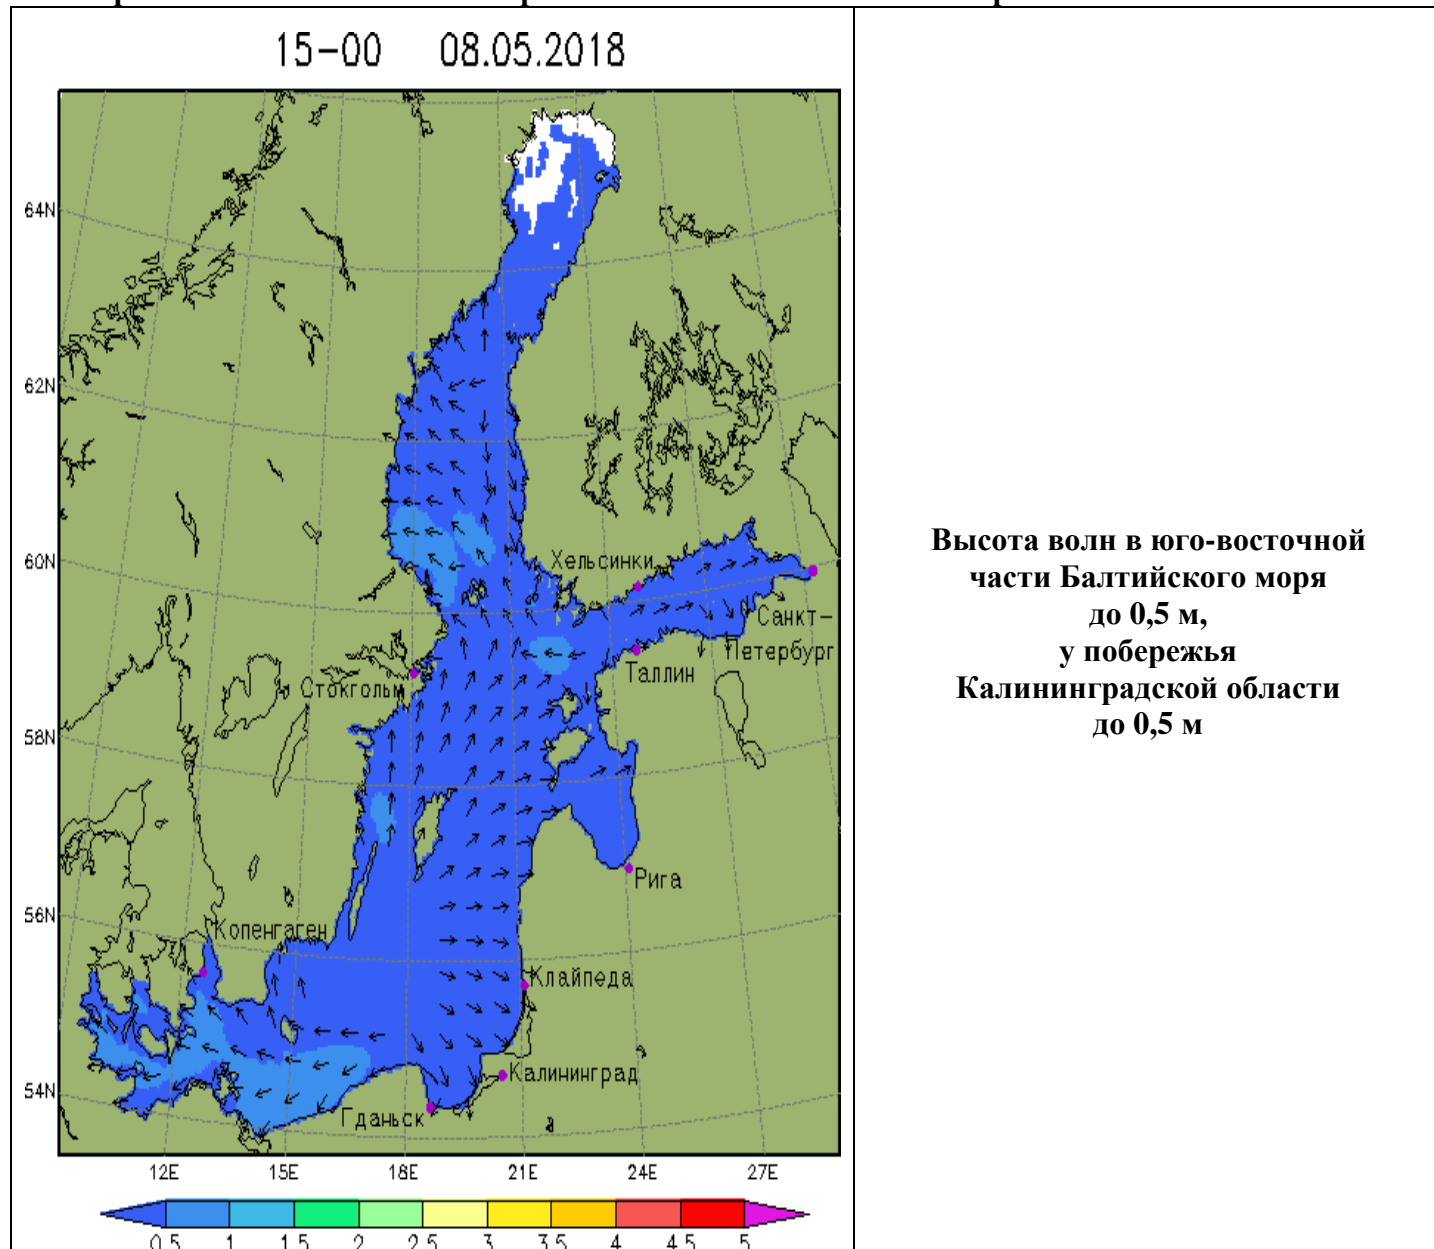 15-00 08.05.2018
64N
62N
60N
58N
56N
54N
Хельсинки
Санкт-
Петербург
Таллин
Стокгольм
Рига
Копенгаген
Клайпеда
Калининград
Гданьск
12E 15E 18E 21E 24E 27E
0.5 1 1.5 2 2.5 3 3.5 4 4.5 5
Высота волн в юго-восточной
части Балтийского моря
до 0,5 м,
у побережья
Калининградской области
до 0,5 м